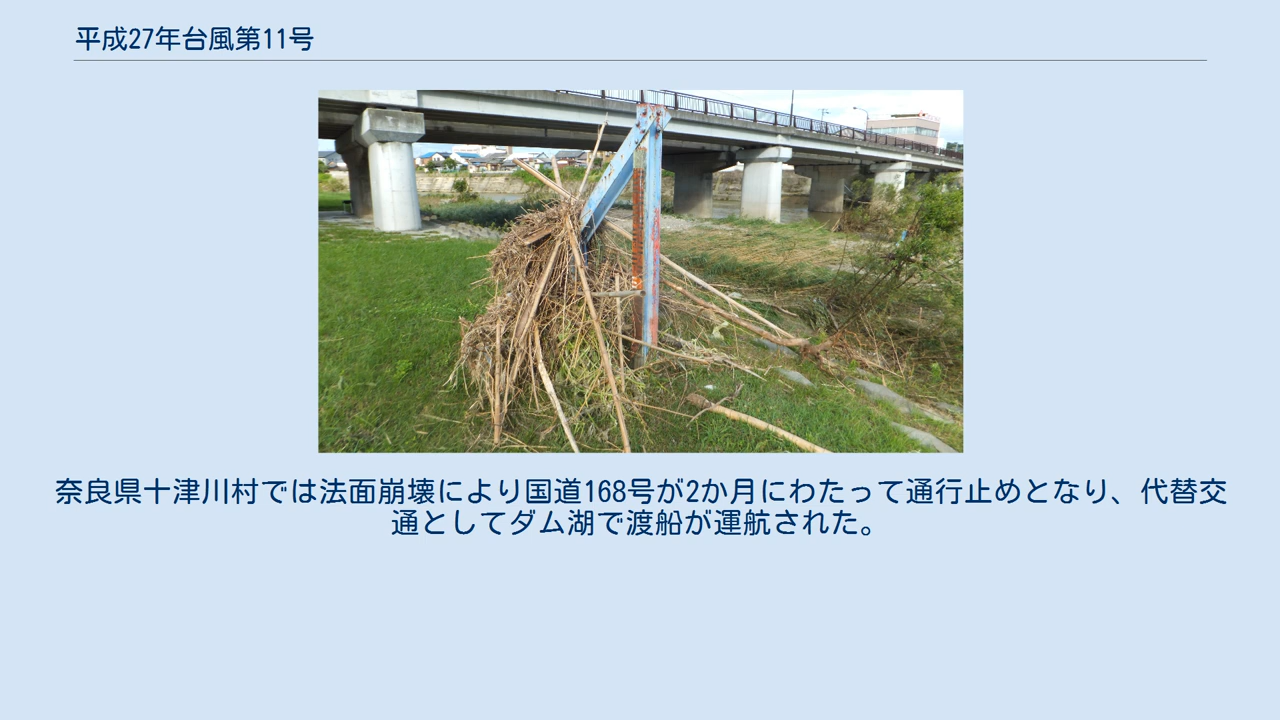 平成27年台風第11号
奈良県十津川村では法面崩壊により国道168号が2か月にわたって通行止めとなり、代替交
通としてダム湖で渡船が運航された。